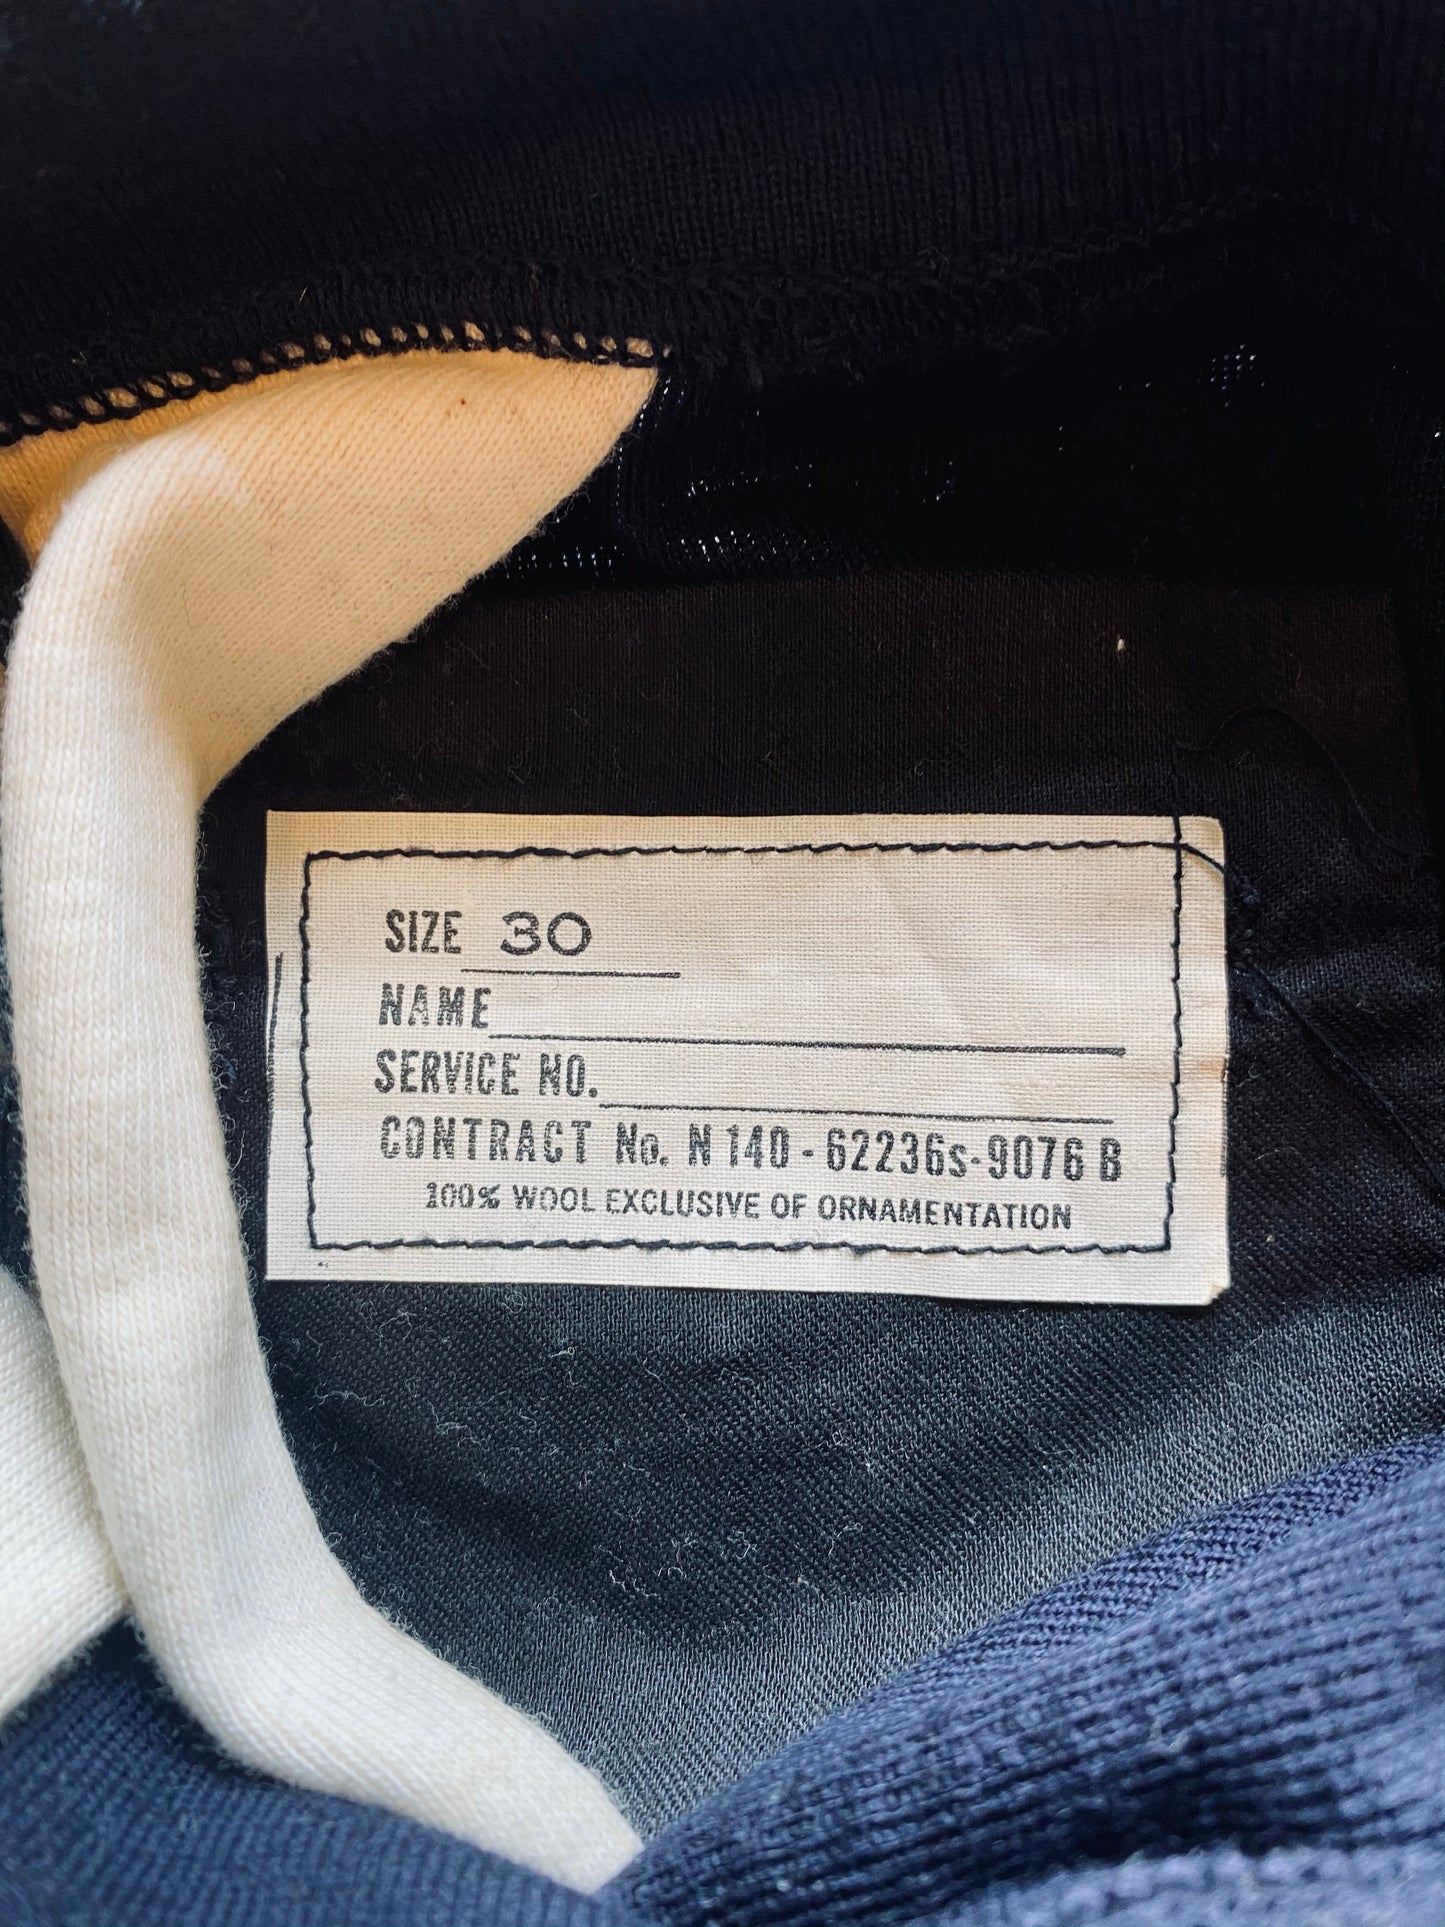 SIZE 30
NAME
SERVICE NO.
CONTRACT No. N 140-62236s-9076 B
100% WOOL EXCLUSIVE OF ORNAMENTATION